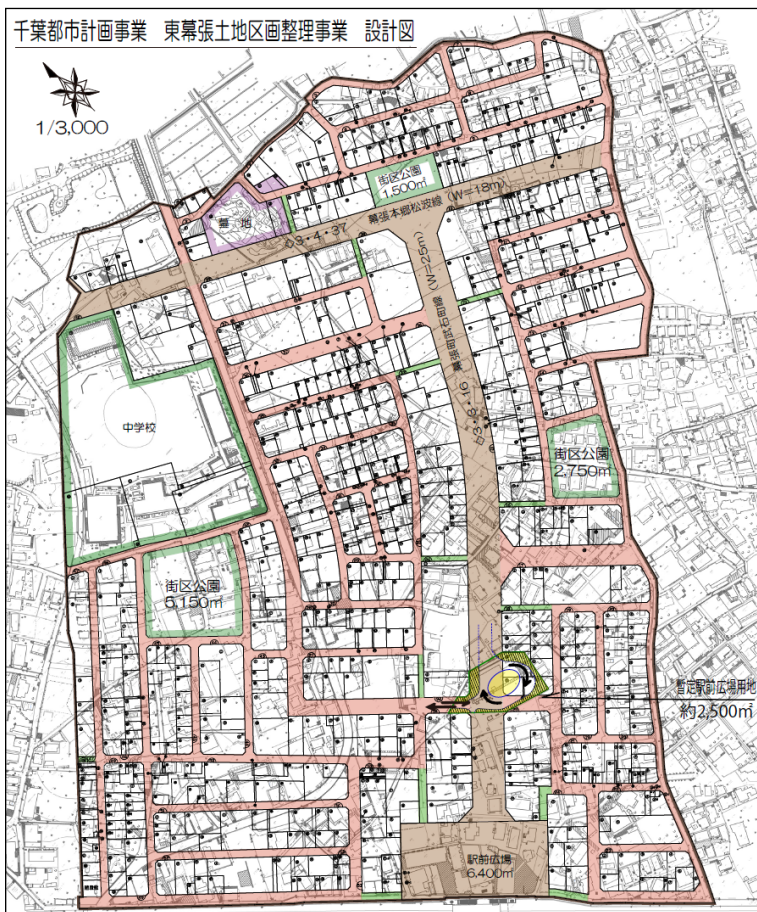 千葉都市計画事業　東幕張土地区画整理事業　設計図
1/3,000
街区公園
1,500㎡
墓　地
3・4・37
幕張本郷松波線（W=18m）
幕張町武石町線（W=25m）
3・3・16
中学校
街区公園
2,750㎡
街区公園
5,150㎡
暫定駅前広場用地
約2,500㎡
駅前広場
6,400㎡